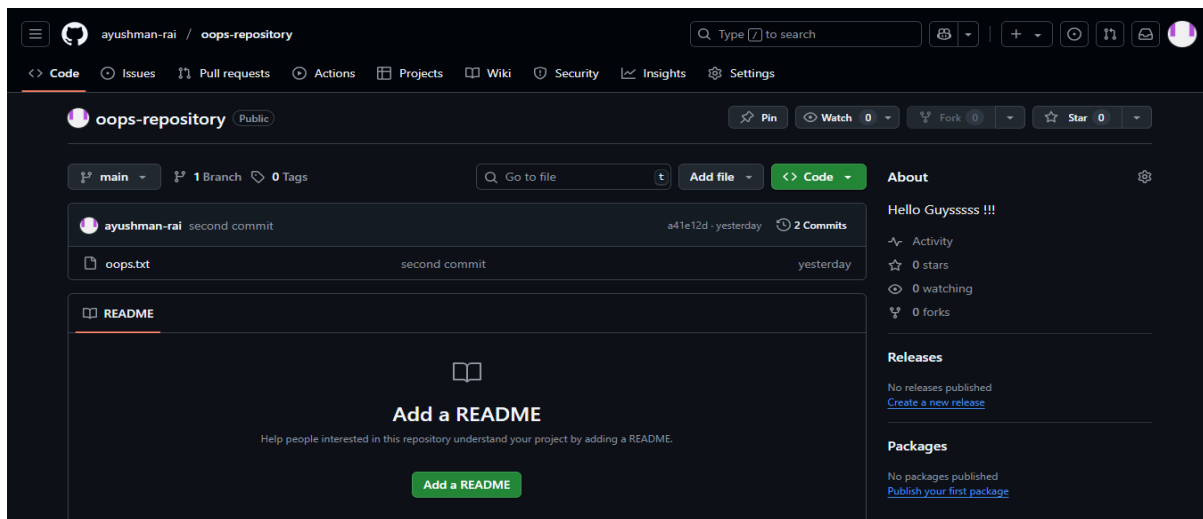 ayushman-rai / oops-repository
Type / to search
Code Issues Pull requests Actions Projects Wiki Security Insights Settings
oops-repository Public
Pin Watch 0 Fork 0 Star 0
main 1 Branch 0 Tags
Go to file t Add file Code
ayushman-rai second commit a41e12d · yesterday 2 Commits
oops.txt second commit yesterday
README
Add a README
Help people interested in this repository understand your project by adding a README.
Add a README
About
Hello Guysssss !!!
Activity
0 stars
0 watching
0 forks
Releases
No releases published
Create a new release
Packages
No packages published
Publish your first package